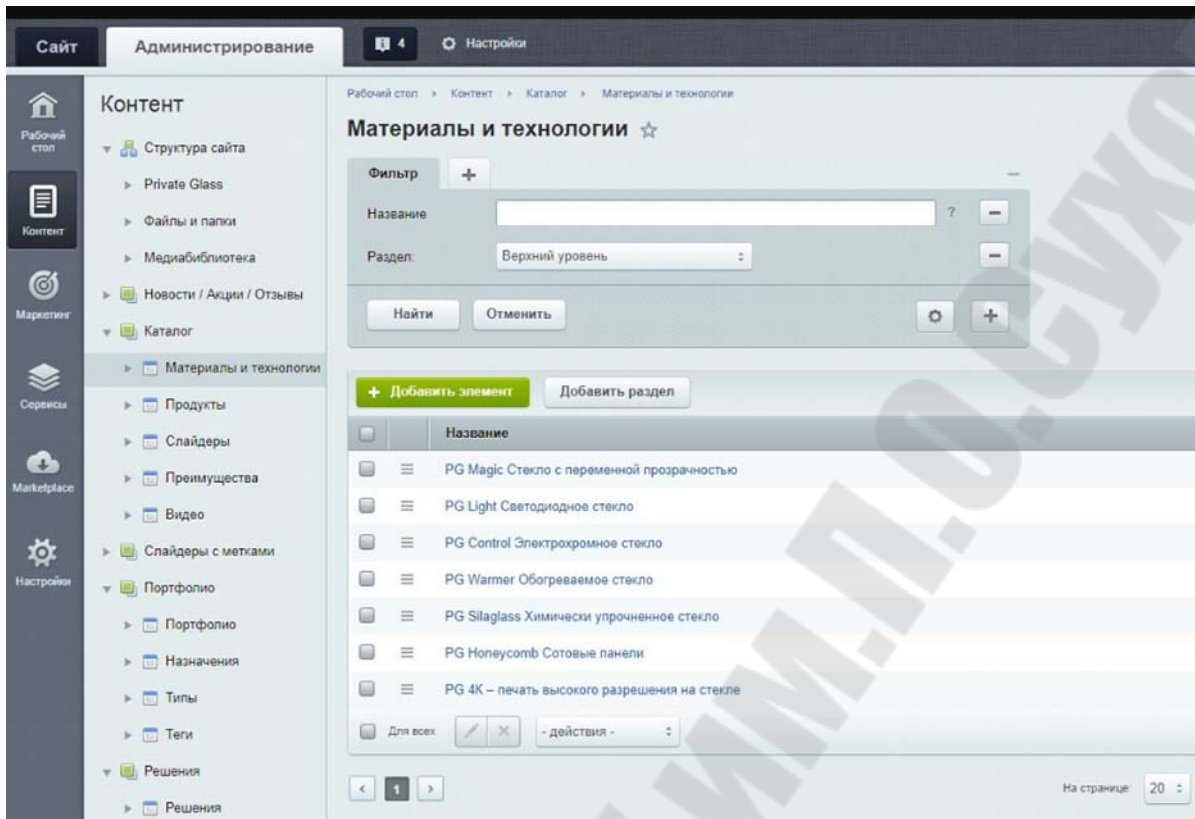 Сайт
Администрирование
4
Настройки
Рабочий стол
Контент
Маркетинг
Сервисы
Marketplace
Настройки
Контент
Структура сайта
Private Glass
Файлы и папки
Медиабиблиотека
Новости / Акции / Отзывы
Каталог
Материалы и технологии
Продукты
Слайдеры
Преимущества
Видео
Слайдеры с метками
Портфолио
Портфолио
Назначения
Типы
Теги
Решения
Решения
Рабочий стол Контент Каталог Материалы и технологии
Материалы и технологии
Фильтр
Название
?
Раздел: Верхний уровень
Найти Отменить
+ Добавить элемент Добавить раздел
Название
PG Magic Стекло с переменной прозрачностью
PG Light Светодиодное стекло
PG Control Электрохромное стекло
PG Warmer Обогреваемое стекло
PG Silaglass Химически упрочненное стекло
PG Honeycomb Сотовые панели
PG 4K – печать высокого разрешения на стекле
Для всех - действия -
1
На странице: 20
им.П.О.Сухо